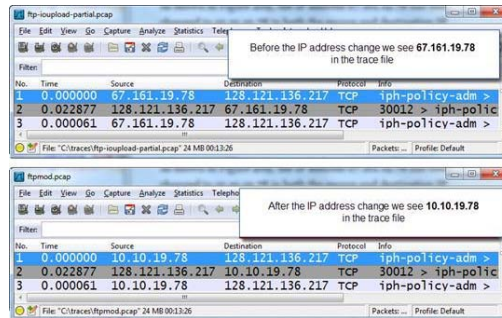 ftp-ioupload-partial.pcap
File Edit View Go Capture Analyze Statistics
Before the IP address change we see 67.161.19.78
in the trace file
Filter:
No. Time Source Destination Protocol Info
1 0.000000 67.161.19.78 128.121.136.217 TCP iph-policy-adm >
2 0.022877 128.121.136.217 67.161.19.78 TCP 30012 > iph-polic
3 0.000061 67.161.19.78 128.121.136.217 TCP iph-policy-adm >
File: "C:\traces\ftp-ioupload-partial.pcap" 24 MB 00:13:26 Packets: ... Profile: Default
ftpmod.pcap
File Edit View Go Capture Analyze Statistics
After the IP address change we see 10.10.19.78
in the trace file
Filter:
No. Time Source Destination Protocol Info
1 0.000000 10.10.19.78 128.121.136.217 TCP iph-policy-adm >
2 0.022877 128.121.136.217 10.10.19.78 TCP 30012 > iph-polic
3 0.000061 10.10.19.78 128.121.136.217 TCP iph-policy-adm >
File: "C:\traces\ftpmod.pcap" 24 MB 00:13:26 Packets: ... Profile: Default